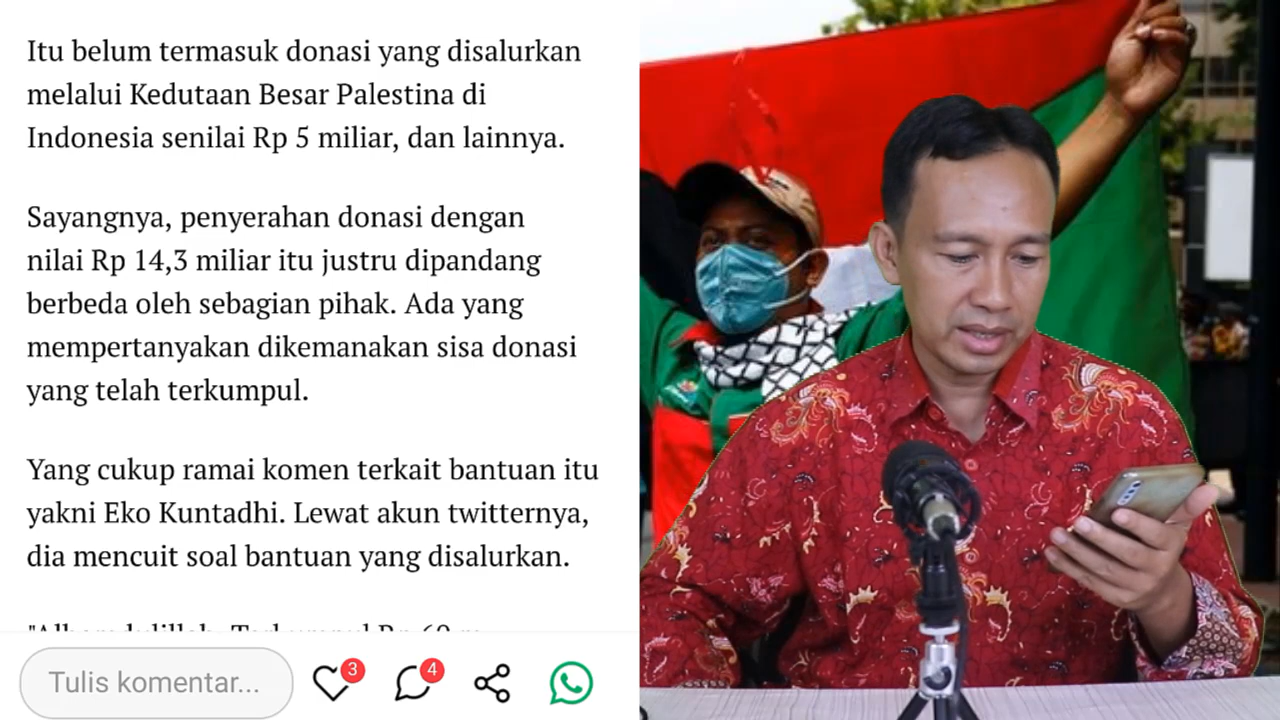 Itu belum termasuk donasi yang disalurkan
melalui Kedutaan Besar Palestina di
Indonesia senilai Rp 5 miliar, dan lainnya.
Sayangnya, penyerahan donasi dengan
nilai Rp 14,3 miliar itu justru dipandang
berbeda oleh sebagian pihak. Ada yang
mempertanyakan dikemanakan sisa donasi
yang telah terkumpul.
Yang cukup ramai komen terkait bantuan itu
yakni Eko Kuntadhi. Lewat akun twitternya,
dia mencuit soal bantuan yang disalurkan.
Tulis komentar...
3
4